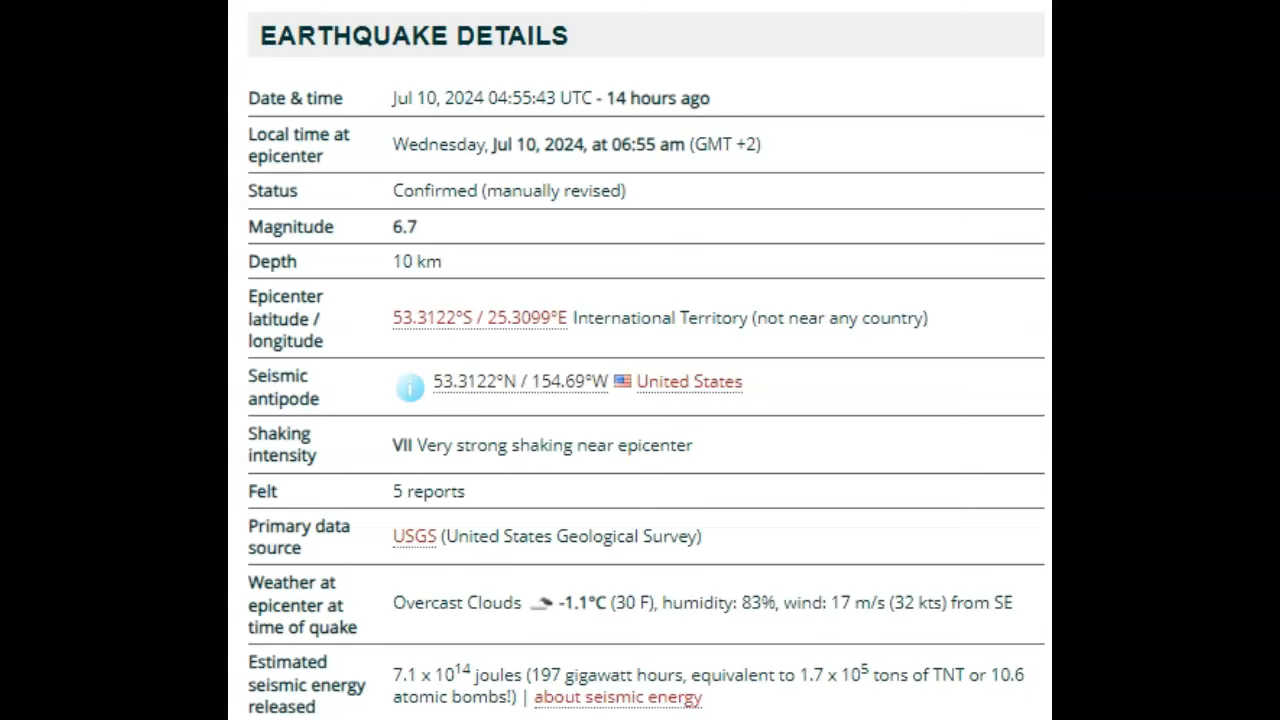 EARTHQUAKE DETAILS
Date & time Jul 10, 2024 04:55:43 UTC - 14 hours ago
Local time at epicenter Wednesday, Jul 10, 2024, at 06:55 am (GMT +2)
Status Confirmed (manually revised)
Magnitude 6.7
Depth 10 km
Epicenter latitude / longitude 53.3122°S / 25.3099°E International Territory (not near any country)
Seismic antipode 53.3122°N / 154.69°W United States
Shaking intensity VII Very strong shaking near epicenter
Felt 5 reports
Primary data source USGS (United States Geological Survey)
Weather at epicenter at time of quake Overcast Clouds -1.1°C (30 F), humidity: 83%, wind: 17 m/s (32 kts) from SE
Estimated seismic energy released 7.1 x 10¹⁴ joules (197 gigawatt hours, equivalent to 1.7 x 10⁵ tons of TNT or 10.6
atomic bombs!) | about seismic energy